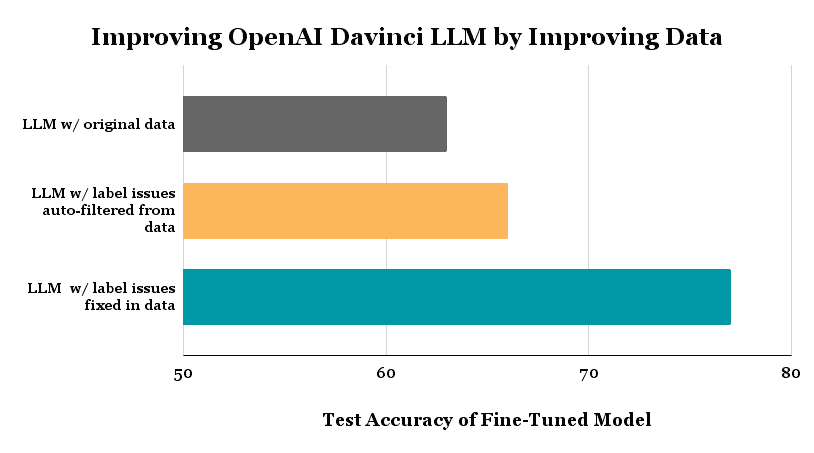 Improving OpenAI Davinci LLM by Improving Data
LLM w/ original data
LLM w/ label issues
auto-filtered from
data
LLM  w/ label issues
fixed in data
50 60 70 80
Test Accuracy of Fine-Tuned Model